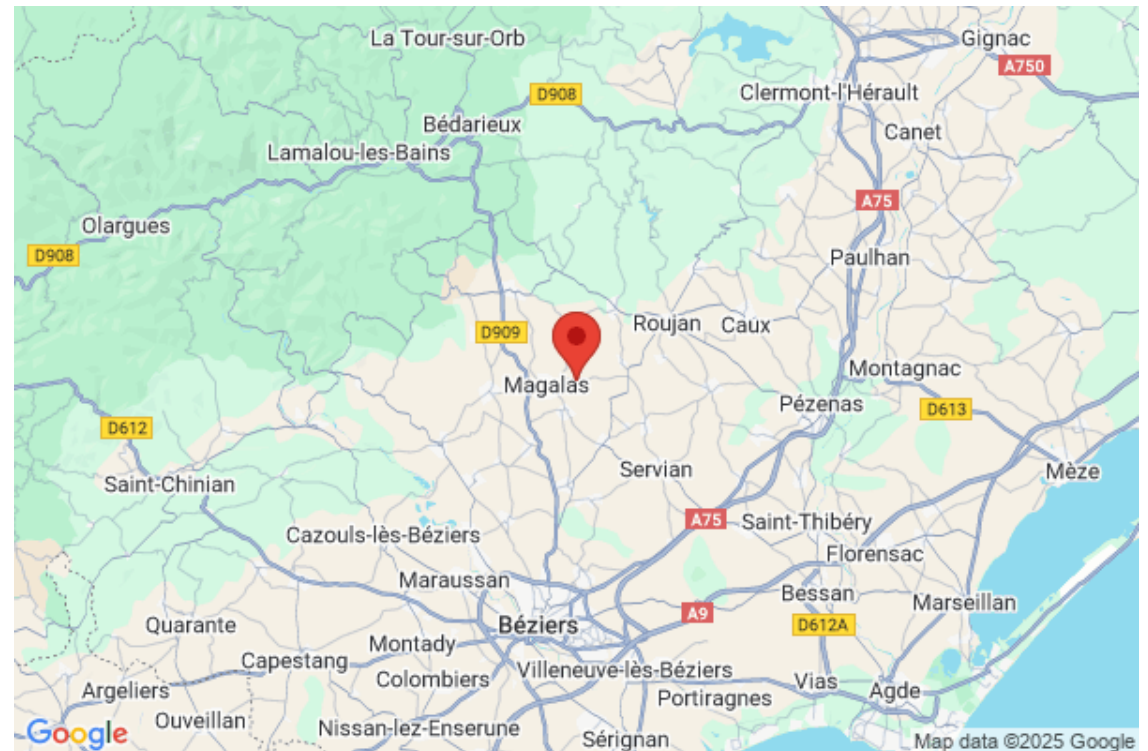 La Tour-sur-Orb
Gignac
A750
D908
Clermont-l'Hérault
Bédarieux
Canet
Lamalou-les-Bains
A75
Olargues
D908
Paulhan
D909
Roujan
Caux
Magalas
Montagnac
Pézenas
D613
D612
Servian
Mèze
Saint-Chinian
A75
Saint-Thibéry
Cazouls-lès-Béziers
Florensac
Maraussan
Bessan
Marseillan
A9
Quarante
Béziers
D612A
Montady
Capestang
Villeneuve-lès-Béziers
Colombiers
Vias
Argeliers
Portiragnes
Agde
Ouveillan
Nissan-lez-Enserune
Sérignan
Google
Map data ©2025 Google